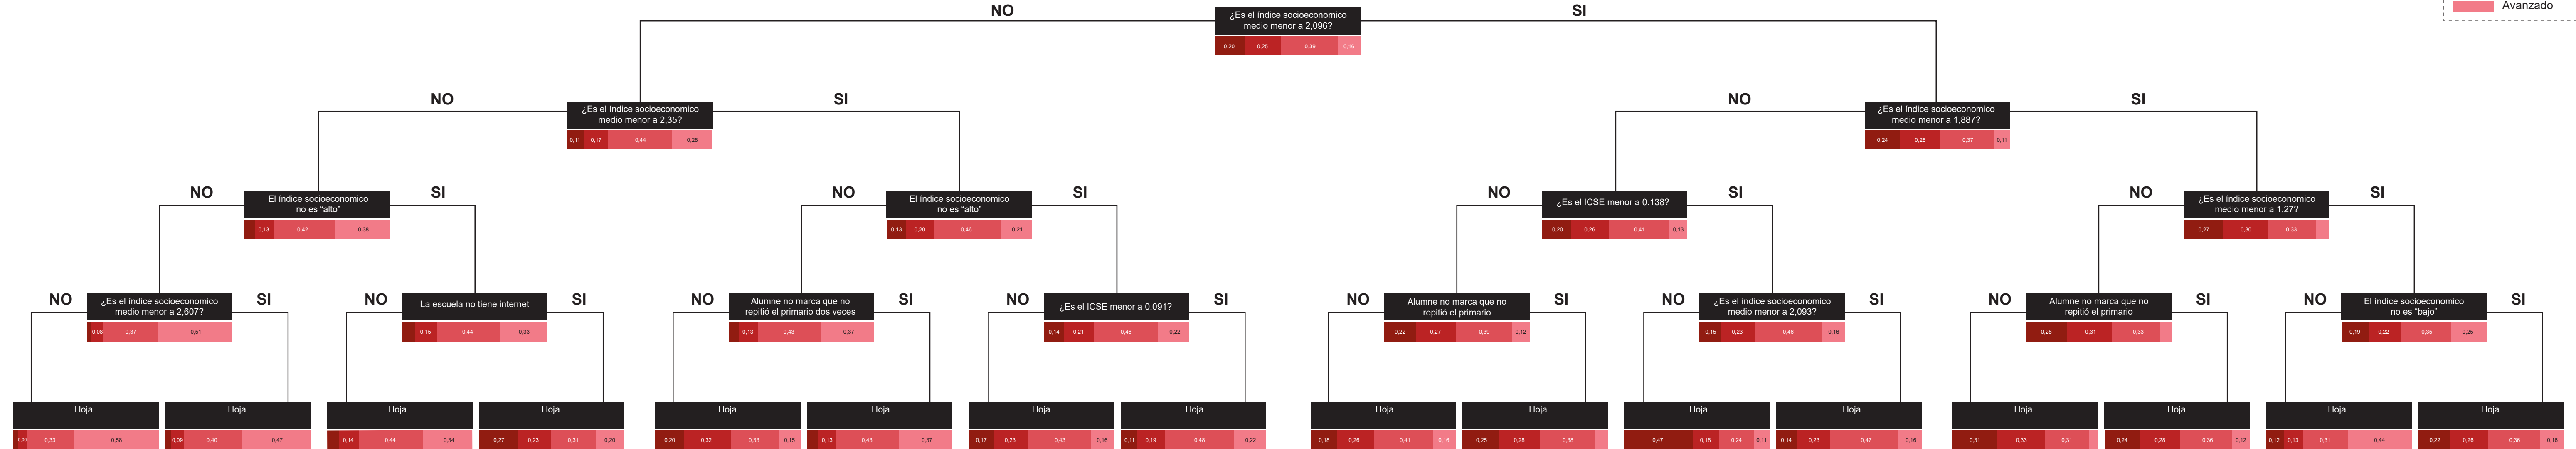 Avanzado
NO
¿Es el índice socioeconomico
medio menor a 2,096?
SI
0,20 0,25 0,39 0,16
NO
¿Es el índice socioeconomico
medio menor a 2,35?
SI
0,11 0,17 0,44 0,28
NO
¿Es el índice socioeconomico
medio menor a 1,887?
SI
0,24 0,28 0,37 0,11
NO
El índice socioeconomico
no es “alto”
SI
0,13 0,42 0,38
NO
El índice socioeconomico
no es “alto”
SI
0,13 0,20 0,46 0,21
NO
¿Es el ICSE menor a 0.138?
SI
0,20 0,26 0,41 0,13
NO
¿Es el índice socioeconomico
medio menor a 1,27?
SI
0,27 0,30 0,33
NO
¿Es el índice socioeconomico
medio menor a 2,607?
SI
0,08 0,37 0,51
NO
La escuela no tiene internet
SI
0,15 0,44 0,33
NO
Alumne no marca que no
repitió el primario dos veces
SI
0,13 0,43 0,37
NO
¿Es el ICSE menor a 0.091?
SI
0,14 0,21 0,46 0,22
NO
Alumne no marca que no
repitió el primario
SI
0,22 0,27 0,39 0,12
NO
¿Es el índice socioeconomico
medio menor a 2,093?
SI
0,15 0,23 0,46 0,16
NO
Alumne no marca que no
repitió el primario
SI
0,28 0,31 0,33
NO
El índice socioeconomico
no es “bajo”
SI
0,19 0,22 0,35 0,25
Hoja
0,06 0,33 0,58
Hoja
0,09 0,40 0,47
Hoja
0,14 0,44 0,34
Hoja
0,27 0,23 0,31 0,20
Hoja
0,20 0,32 0,33 0,15
Hoja
0,13 0,43 0,37
Hoja
0,17 0,23 0,43 0,16
Hoja
0,11 0,19 0,48 0,22
Hoja
0,18 0,26 0,41 0,16
Hoja
0,25 0,28 0,38
Hoja
0,47 0,18 0,24 0,11
Hoja
0,14 0,23 0,47 0,16
Hoja
0,31 0,33 0,31
Hoja
0,24 0,28 0,36 0,12
Hoja
0,12 0,13 0,31 0,44
Hoja
0,22 0,26 0,36 0,16